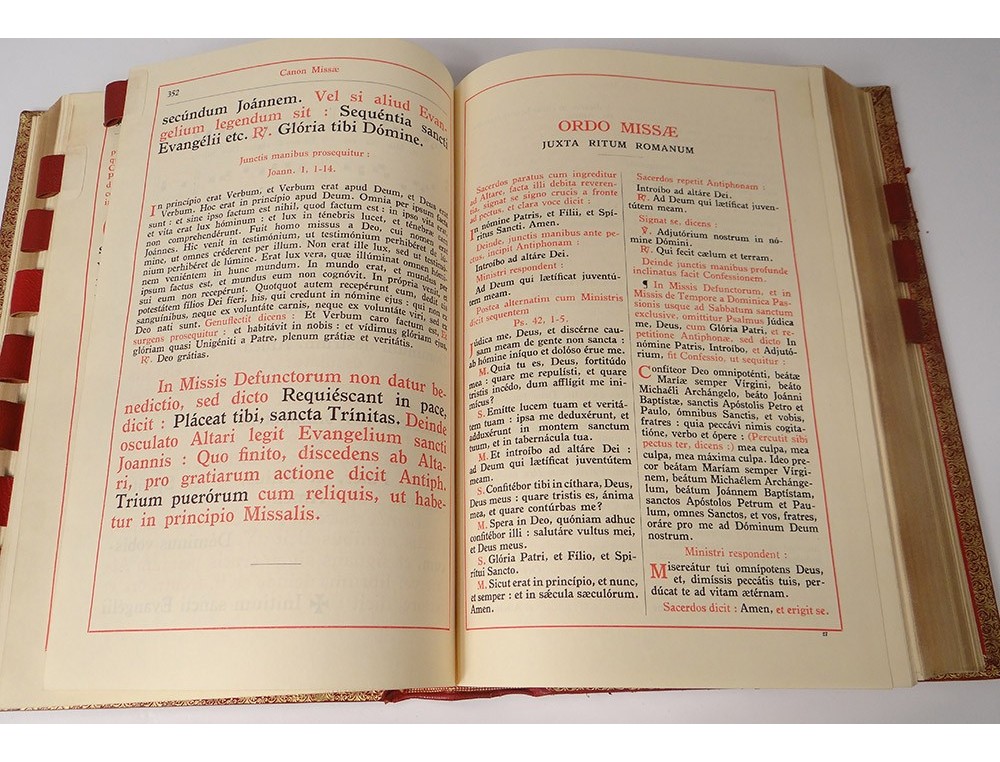 Canon Missæ
352
secúndum Joánnem. Vel si aliud Evan-
gelium legendum sit : Sequéntia sancti
Evangélii etc. ℟. Glória tibi Dómine.
Junctis manibus prosequitur :
Joann. 1, 1-14.
In princípio erat Verbum, et Verbum erat apud Deum, et Deus erat
Verbum. Hoc erat in princípio apud Deum. Omnia per ipsum facta
sunt : et sine ipso factum est nihil, quod factum est : in ipso vita erat,
et vita erat lux hóminum : et lux in ténebris lucet, et ténebræ eam
non comprehendérunt. Fuit homo missus a Deo, cui nomen erat
Joánnes. Hic venit in testimónium, ut testimónium perhibéret de lú-
mine, ut omnes créderent per illum. Non erat ille lux, sed ut testimó-
nium perhibéret de lúmine. Erat lux vera, quæ illúminat omnem hómi-
nem veniéntem in hunc mundum. In mundo erat, et mundus per
ipsum factus est, et mundus eum non cognóvit. In própria venit, et
sui eum non recepérunt. Quotquot autem recepérunt eum, dedit eis
potestátem fílios Dei fíeri, his, qui credunt in nómine ejus : qui non ex
sanguínibus, neque ex voluntáte carnis, neque ex voluntáte viri, sed ex
Deo nati sunt. Genuflectit dicens : Et Verbum caro factum est, Et
surgens prosequitur : et habitávit in nobis : et vídimus glóriam ejus,
glóriam quasi Unigéniti a Patre, plenum grátiæ et veritátis.
℟. Deo grátias.
In Missis Defunctorum non datur be-
nedictio, sed dicto Requiéscant in pace,
dicit : Pláceat tibi, sancta Trínitas. Deinde
osculato Altari legit Evangelium sancti
Joannis : Quo finito, discedens ab Alta-
ri, pro gratiarum actione dicit Antiph.
Trium puerórum cum reliquis, ut habe-
tur in principio Missalis.
ORDO MISSÆ
JUXTA RITUM ROMANUM
Sacerdos paratus cum ingreditur
ad Altare, facta illi debita reveren-
tia, signat se signo crucis a fronte
ad pectus, et clara voce dicit :
In nómine Patris, et Fílii, et Spí-
ritus Sancti. Amen.
Deinde, junctis manibus ante pe-
ctus, incipit Antiphonam :
Introíbo ad altáre Dei.
Ministri respondent :
Ad Deum qui lætíficat juventú-
tem meam.
Postea alternatim cum Ministris
dicit sequentem
Ps. 42, 1-5.
Júdica me, Deus, et discérne cau-
sam meam de gente non sancta :
ab hómine iníquo et dolóso érue me.
M. Quia tu es, Deus, fortitúdo
mea : quare me repulísti, et quare
tristis incédo, dum afflígit me ini-
mícus?
S. Emítte lucem tuam et veritá-
tem tuam : ipsa me deduxérunt, et
adduxérunt in montem sanctum
tuum, et in tabernácula tua.
M. Et introíbo ad altáre Dei :
ad Deum qui lætíficat juventútem
meam.
S. Confitébor tibi in cíthara, Deus,
Deus meus : quare tristis es, ánima
mea, et quare contúrbas me?
M. Spera in Deo, quóniam adhuc
confitébor illi : salutáre vultus mei,
et Deus meus.
S. Glória Patri, et Fílio, et Spi-
rítui Sancto.
M. Sicut erat in princípio, et nunc,
et semper : et in sǽcula sæculórum.
Amen.
Sacerdos repetit Antiphonam :
Introíbo ad altáre Dei.
℟. Ad Deum qui lætíficat juven-
tútem meam.
Signat se, dicens :
℣. Adjutórium nostrum in nó-
mine Dómini.
℟. Qui fecit cælum et terram.
Deinde junctis manibus profunde
inclinatus facit Confessionem.
¶ In Missis Defunctorum, et in
Missis de Tempore a Dominica Pas-
sionis usque ad Sabbatum sanctum
exclusive, omittitur Psalmus Júdica
me, Deus, cum Glória Patri, et re-
petitione Antiphonæ, sed dicto In
nómine Patris, Introíbo, et Adjutó-
rium, fit Confessio, ut sequitur :
Confíteor Deo omnipoténti, beátæ
Maríæ semper Vírgini, beáto
Michaéli Archángelo, beáto Joánni
Baptístæ, sanctis Apóstolis Petro et
Paulo, ómnibus Sanctis, et vobis,
fratres : quia peccávi nimis cogita-
tióne, verbo et ópere : (Percutit sibi
pectus ter, dicens :) mea culpa, mea
culpa, mea máxima culpa. Ideo pre-
cor beátam Maríam semper Vírgi-
nem, beátum Michaélem Archánge-
lum, beátum Joánnem Baptístam,
sanctos Apóstolos Petrum et Pau-
lum, omnes Sanctos, et vos, fratres,
oráre pro me ad Dóminum Deum
nostrum.
Ministri respondent :
Misereátur tui omnípotens Deus,
et, dimíssis peccátis tuis, per-
dúcat te ad vitam ætérnam.
Sacerdos dicit : Amen, et erigit se.